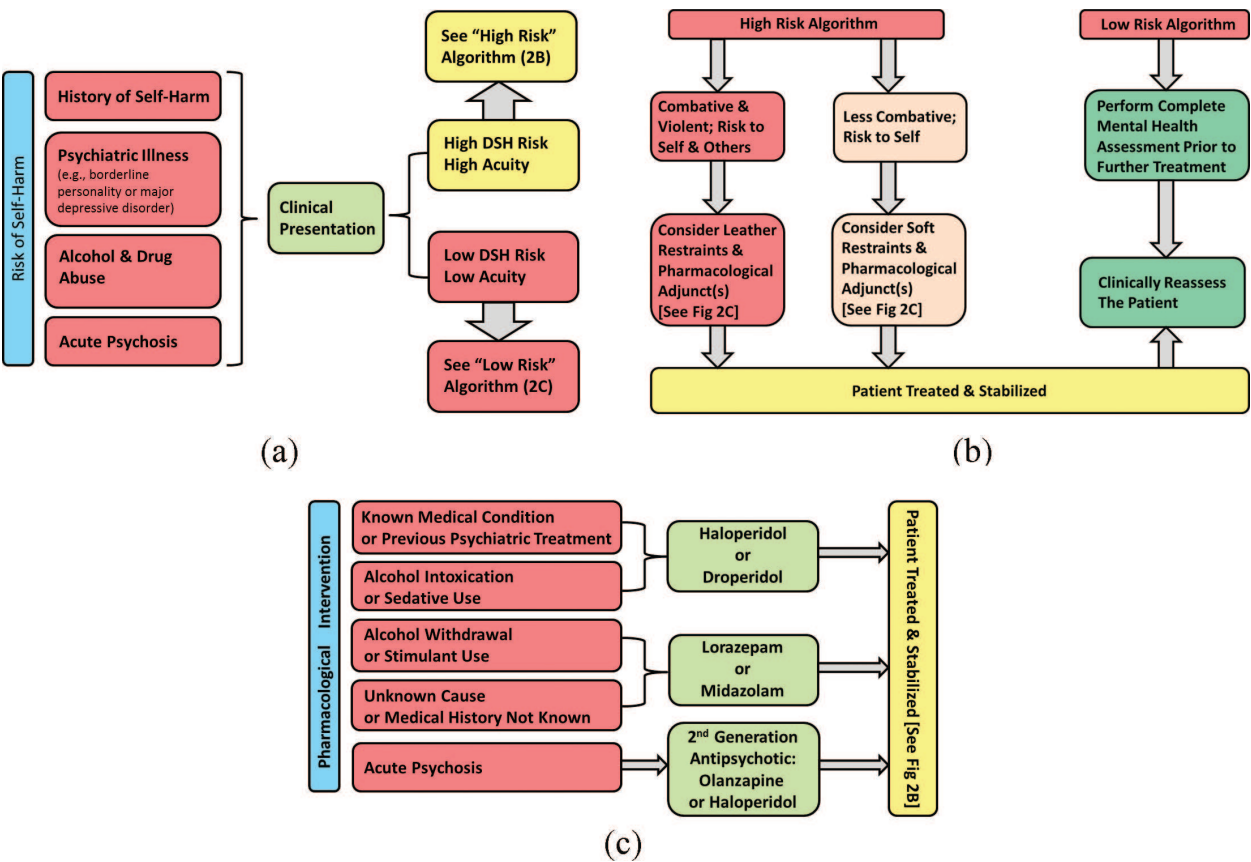 Risk of Self-Harm
History of Self-Harm
Psychiatric Illness
(e.g., borderline
personality or major
depressive disorder)
Alcohol & Drug
Abuse
Acute Psychosis
Clinical
Presentation
See “High Risk”
Algorithm (2B)
High DSH Risk
High Acuity
Low DSH Risk
Low Acuity
See “Low Risk”
Algorithm (2C)
(a)
High Risk Algorithm
Low Risk Algorithm
Combative &
Violent; Risk to
Self & Others
Less Combative;
Risk to Self
Perform Complete
Mental Health
Assessment Prior to
Further Treatment
Consider Leather
Restraints &
Pharmacological
Adjunct(s)
[See Fig 2C]
Consider Soft
Restraints &
Pharmacological
Adjunct(s)
[See Fig 2C]
Clinically Reassess
The Patient
Patient Treated & Stabilized
(b)
Pharmacological Intervention
Known Medical Condition
or Previous Psychiatric Treatment
Alcohol Intoxication
or Sedative Use
Alcohol Withdrawal
or Stimulant Use
Unknown Cause
or Medical History Not Known
Acute Psychosis
Haloperidol
or
Droperidol
Lorazepam
or
Midazolam
2nd Generation
Antipsychotic:
Olanzapine
or Haloperidol
Patient Treated & Stabilized [See Fig 2B]
(c)